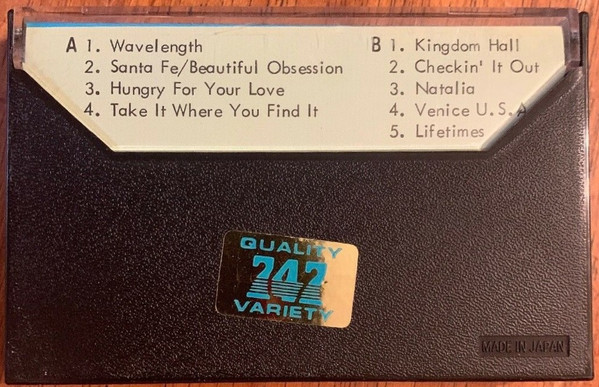 A 1. Wavelength
2. Santa Fe/Beautiful Obsession
3. Hungry For Your Love
4. Take It Where You Find It
B 1. Kingdom Hall
2. Checkin' It Out
3. Natalia
4. Venice U.S.A
5. Lifetimes
QUALITY
747
VARIETY
MADE IN JAPAN